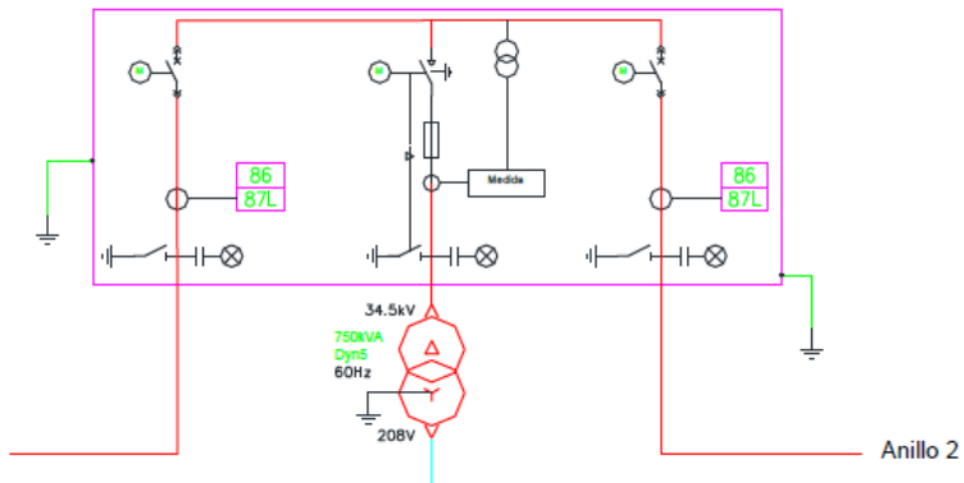 M
M
M
86
87L
Medida
86
87L
34.5kV
750kVA
Dyn5
60Hz
208V
Anillo 2